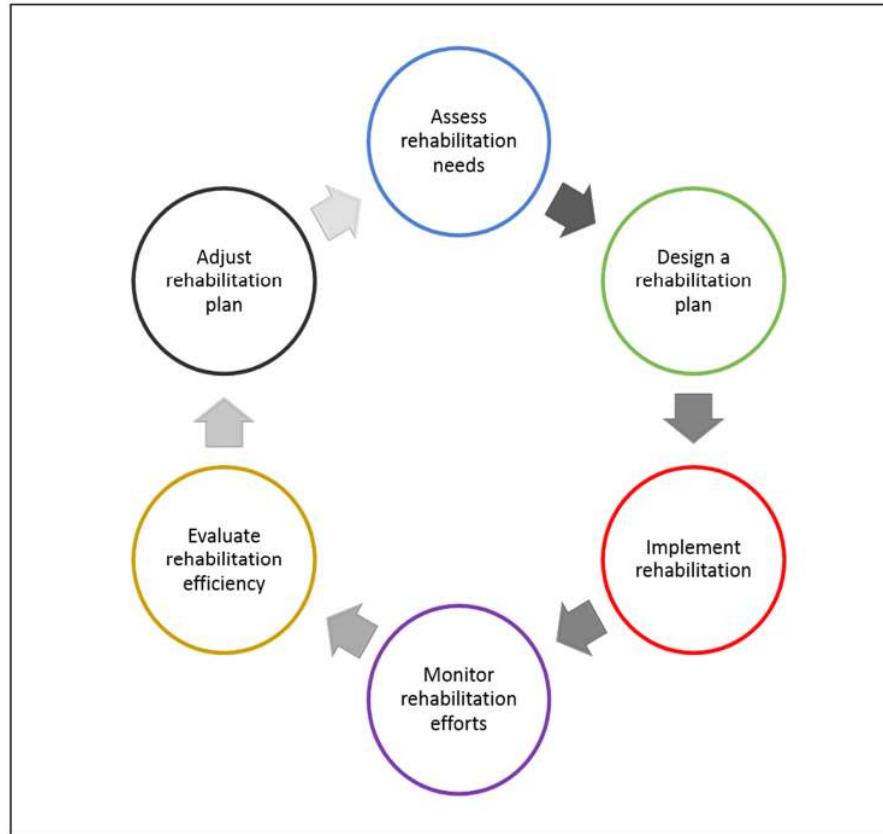 Assess
rehabilitation
needs
Design a
rehabilitation
plan
Implement
rehabilitation
Monitor
rehabilitation
efforts
Evaluate
rehabilitation
efficiency
Adjust
rehabilitation
plan